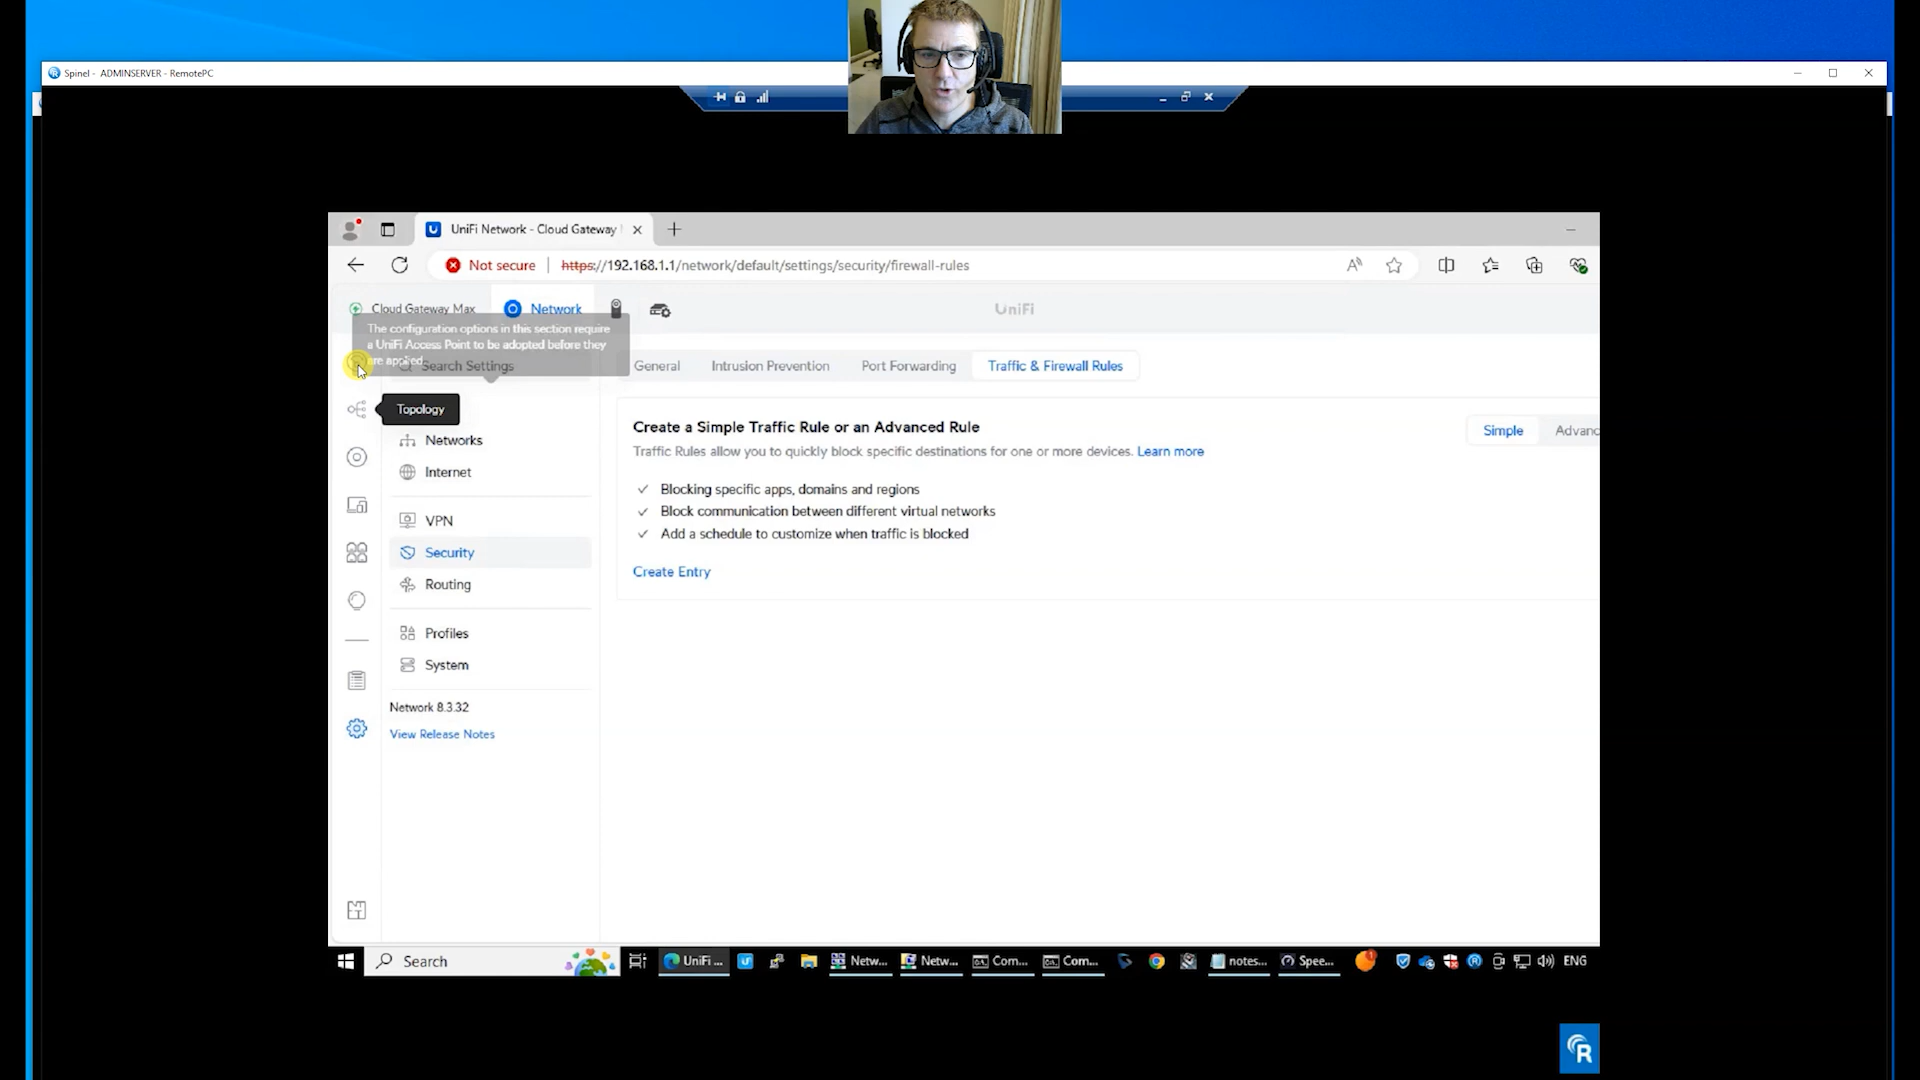 Spinel - ADMINSERVER - RemotePC
UniFi Network - Cloud Gateway
Not secure
https://192.168.1.1/network/default/settings/security/firewall-rules
Cloud Gateway Max
Network
UniFi
The configuration options in this section require
a UniFi Access Point to be adopted before they
are applied.
Search Settings
General
Intrusion Prevention
Port Forwarding
Traffic & Firewall Rules
Topology
Networks
Internet
VPN
Security
Routing
Profiles
System
Network 8.3.32
View Release Notes
Create a Simple Traffic Rule or an Advanced Rule
Traffic Rules allow you to quickly block specific destinations for one or more devices. Learn more
Simple
Advanc
Blocking specific apps, domains and regions
Block communication between different virtual networks
Add a schedule to customize when traffic is blocked
Create Entry
Search
UniFi ...
Netw...
Netw...
Com...
Com...
notes...
Spee...
ENG